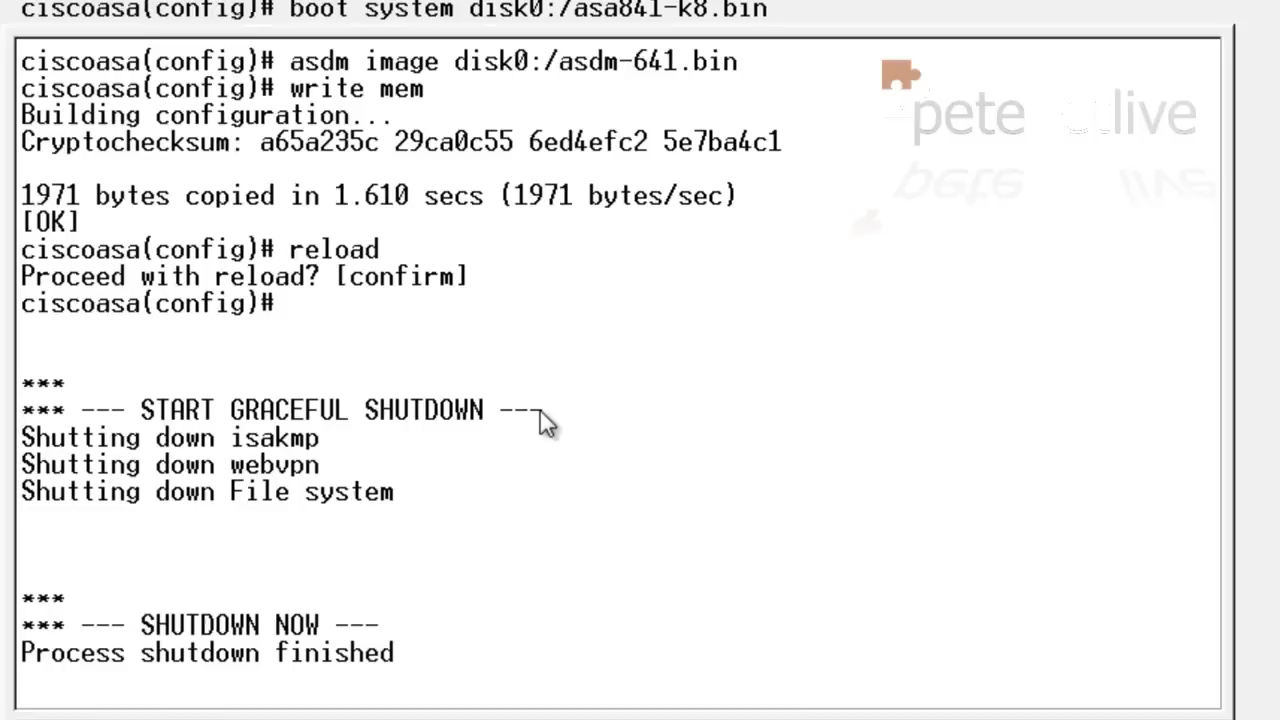 ciscoasa(config)# boot system disk0:/asa841-k8.bin
ciscoasa(config)# asdm image disk0:/asdm-641.bin
ciscoasa(config)# write mem
Building configuration...
Cryptochecksum: a65a235c 29ca0c55 6ed4efc2 5e7ba4c1
1971 bytes copied in 1.610 secs (1971 bytes/sec)
[OK]
ciscoasa(config)# reload
Proceed with reload? [confirm]
ciscoasa(config)#
***
*** --- START GRACEFUL SHUTDOWN ---
Shutting down isakmp
Shutting down webvpn
Shutting down File system
***
*** --- SHUTDOWN NOW ---
Process shutdown finished
pete live